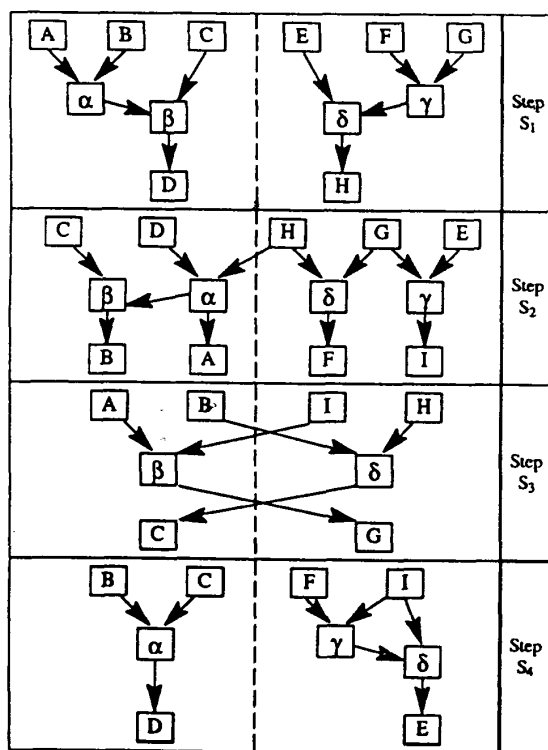 A B C E F G
α γ
β δ
Step
S₁
D H
C D H G E
β α δ γ
Step
S₂
B A F I
A B I H
β δ
Step
S₃
C G
B C F I
α γ
δ
Step
S₄
D E